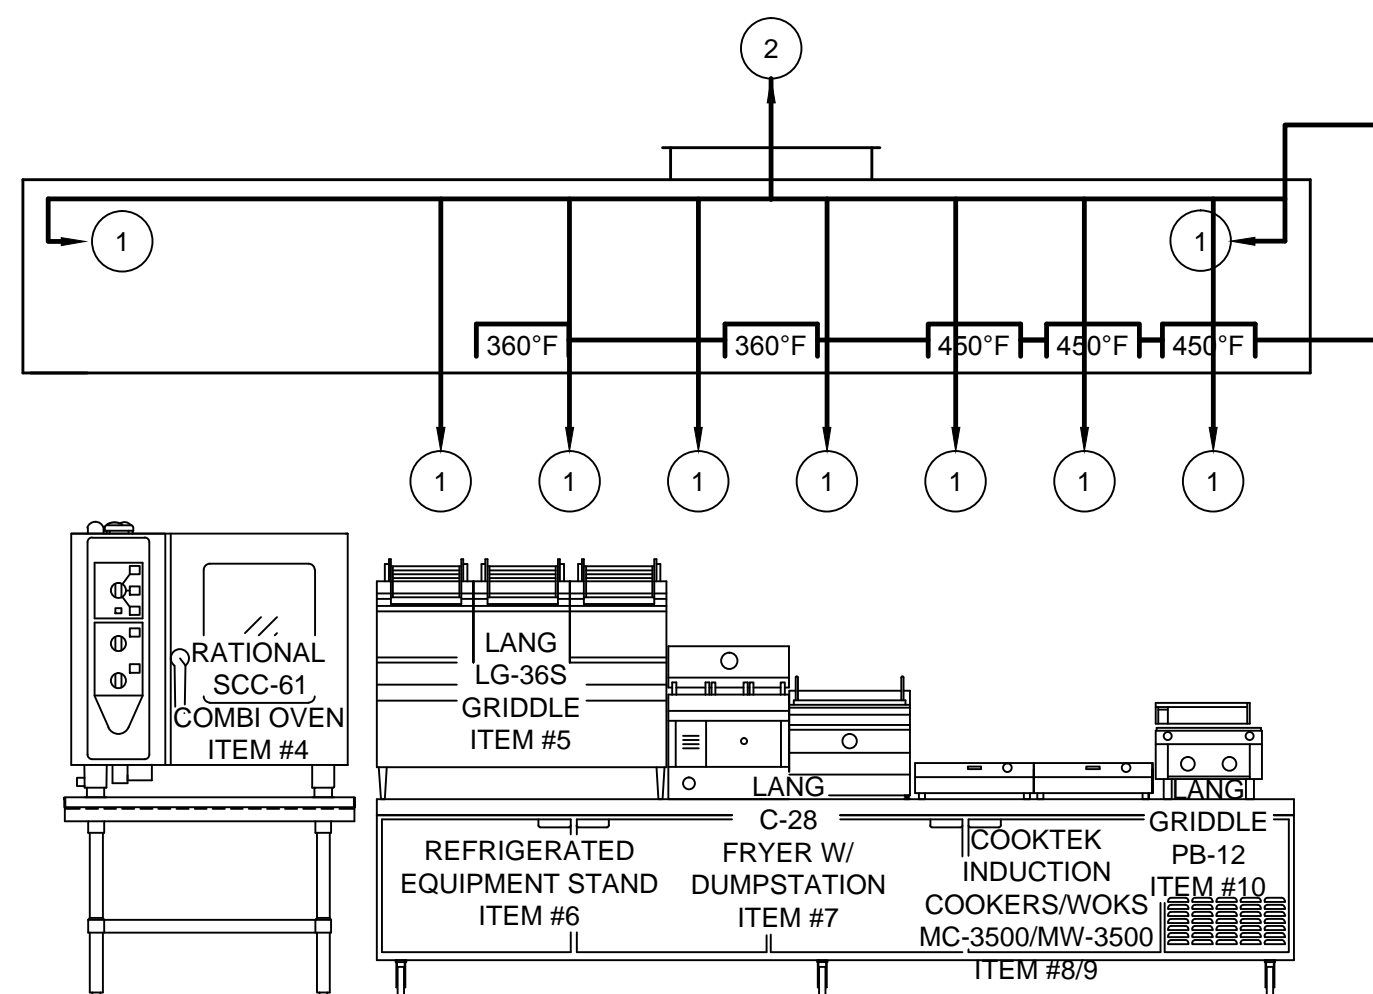 2
1
1
360°F
360°F
450°F
450°F
450°F
1
1
1
1
1
1
1
RATIONAL
SCC-61
COMBI OVEN
ITEM #4
LANG
LG-36S
GRIDDLE
ITEM #5
REFRIGERATED
EQUIPMENT STAND
ITEM #6
LANG
C-28
FRYER W/
DUMPSTATION
ITEM #7
COOKTEK
INDUCTION
COOKERS/WOKS
MC-3500/MW-3500
ITEM #8/9
LANG
GRIDDLE
PB-12
ITEM #10